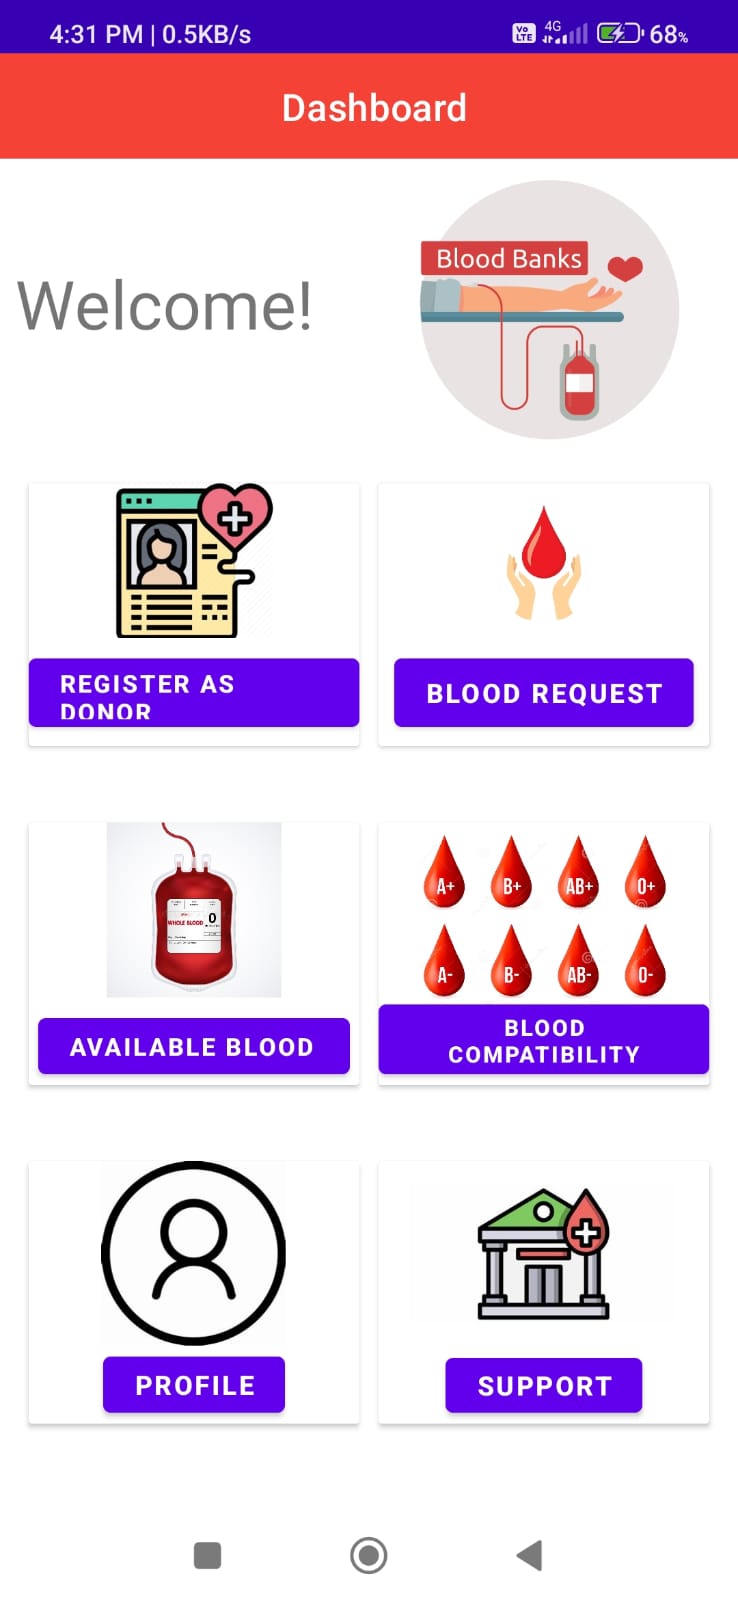 4:31 PM | 0.5KB/s
Vo LTE 4G 68%
Dashboard
Welcome!
Blood Banks
REGISTER AS
DONOR
BLOOD REQUEST
WHOLE BLOOD 0
A+ B+ AB+ O+
A- B- AB- O-
AVAILABLE BLOOD
BLOOD
COMPATIBILITY
PROFILE
SUPPORT